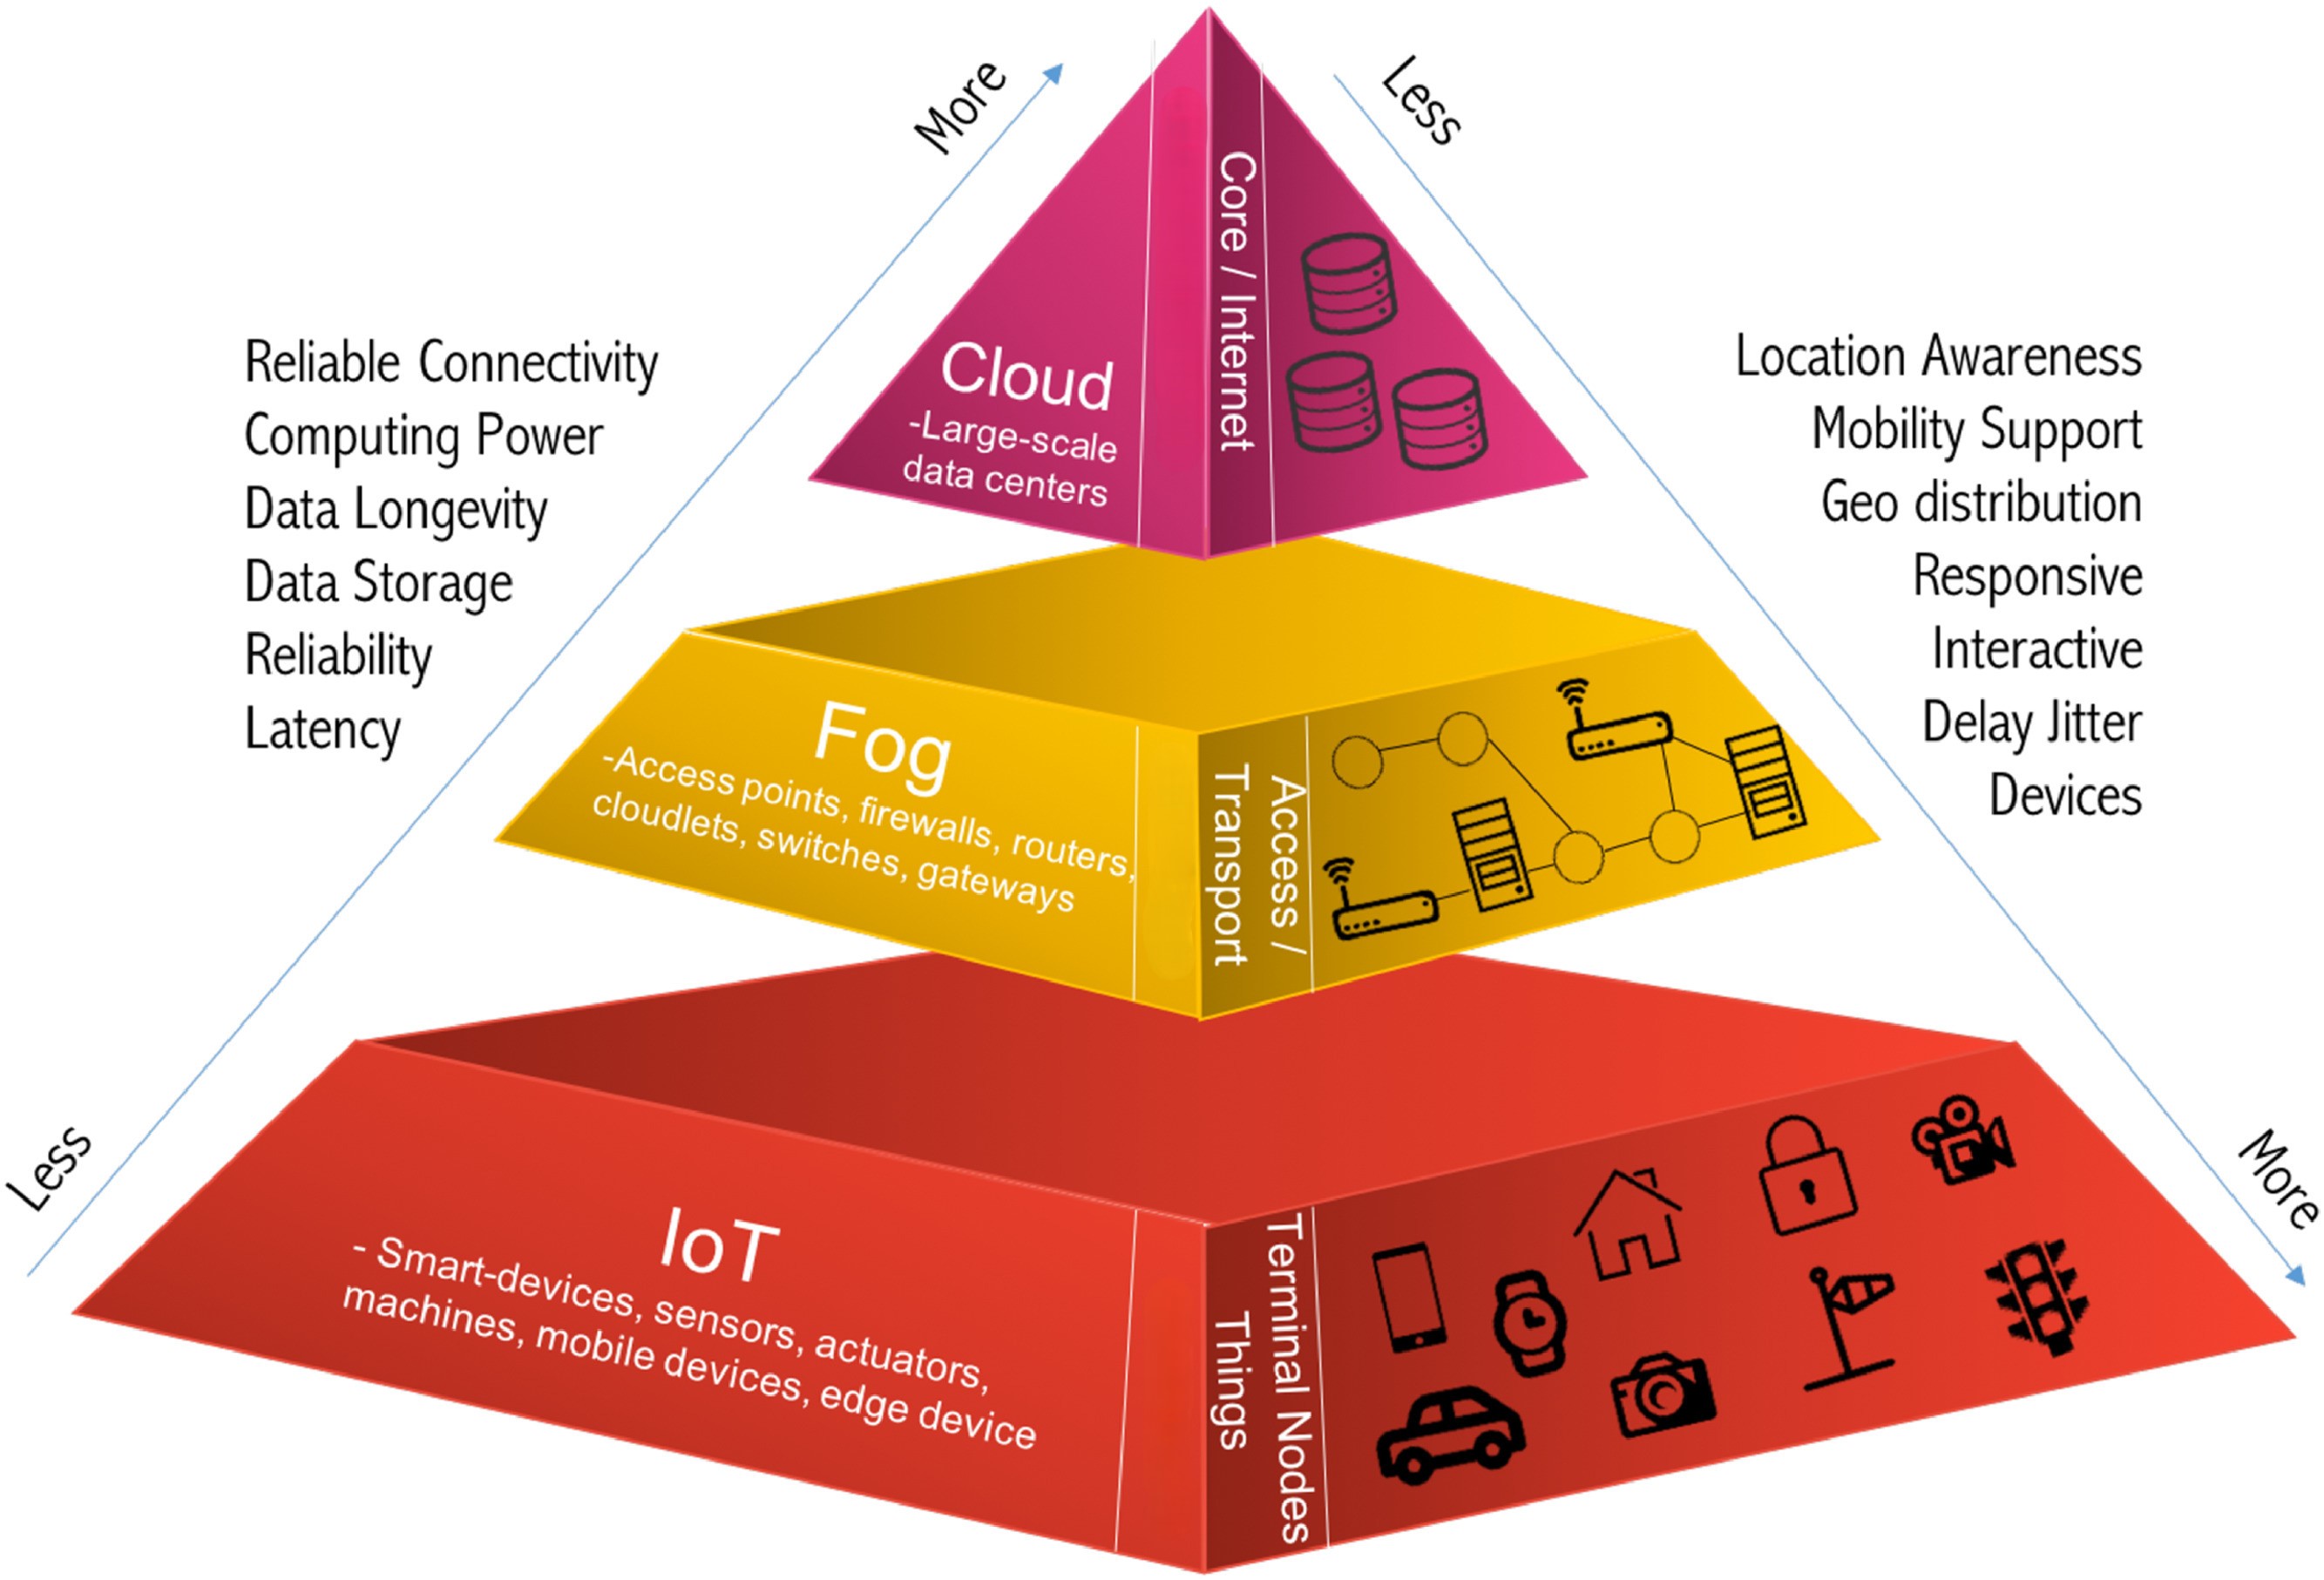 More
Less
Reliable Connectivity
Computing Power
Data Longevity
Data Storage
Reliability
Latency
Less
Cloud
-Large-scale
data centers
Core / Internet
Fog
-Access points, firewalls, routers,
cloudlets, switches, gateways
Access /
Transport
IoT
- Smart-devices, sensors, actuators,
machines, mobile devices, edge device
Terminal Nodes
Things
Location Awareness
Mobility Support
Geo distribution
Responsive
Interactive
Delay Jitter
Devices
More